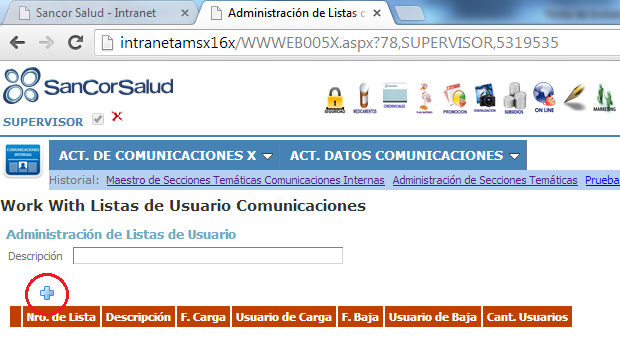 Sancor Salud - Intranet
Administración de Listas d
intranetamsx16x/WWWEB005X.aspx?78,SUPERVISOR,5319535
SanCorSalud
SUPERVISOR
SEGURIDAD
MEDICAMENTOS
CREDENCIALES
PROMOCION
DIGITALIZACION
SUBSIDIOS
ON LINE
MARKETING
COMUNICACIONES
INTERNAS
ACT. DE COMUNICACIONES X
ACT. DATOS COMUNICACIONES
Historial: Maestro de Secciones Temáticas Comunicaciones Internas Administración de Secciones Temáticas Prueba
Work With Listas de Usuario Comunicaciones
Administración de Listas de Usuario
Descripción
Nro. de Lista Descripción F. Carga Usuario de Carga F. Baja Usuario de Baja Cant. Usuarios